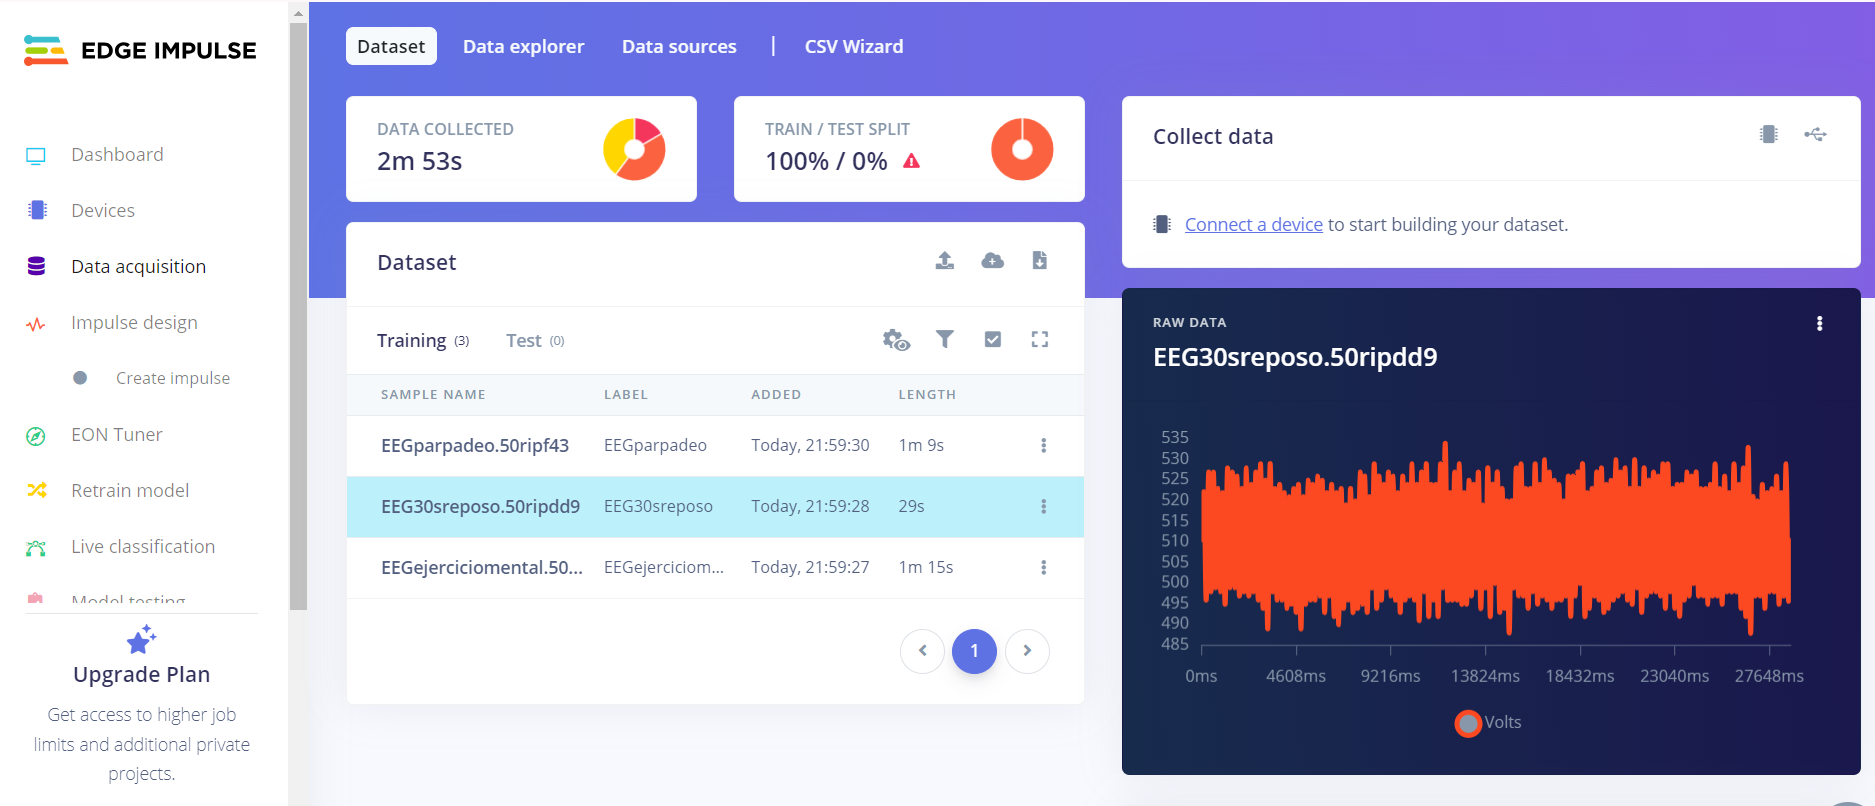 EDGE IMPULSE
Dashboard
Devices
Data acquisition
Impulse design
Create impulse
EON Tuner
Retrain model
Live classification
Model testing
Upgrade Plan
Get access to higher job
limits and additional private
projects.
Dataset Data explorer Data sources | CSV Wizard
DATA COLLECTED
2m 53s
TRAIN / TEST SPLIT
100% / 0%
Dataset
Training (3) Test (0)
SAMPLE NAME LABEL ADDED LENGTH
EEGparpadeo.50ripf43 EEGparpadeo Today, 21:59:30 1m 9s
EEG30sreposo.50ripdd9 EEG30sreposo Today, 21:59:28 29s
EEGejerciciomental.50... EEGejerciciom... Today, 21:59:27 1m 15s
1
Collect data
Connect a device to start building your dataset.
RAW DATA
EEG30sreposo.50ripdd9
535
530
525
520
515
510
505
500
495
490
485
0ms 4608ms 9216ms 13824ms 18432ms 23040ms 27648ms
Volts